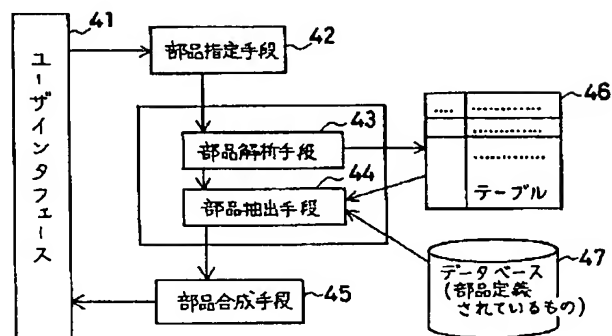 41
ユーザインタフェース
部品指定手段
42
43
部品解析手段
44
部品抽出手段
部品合成手段
45
46
....
..............
..............
..............
テーブル
47
データベース
(部品定義
されているもの)